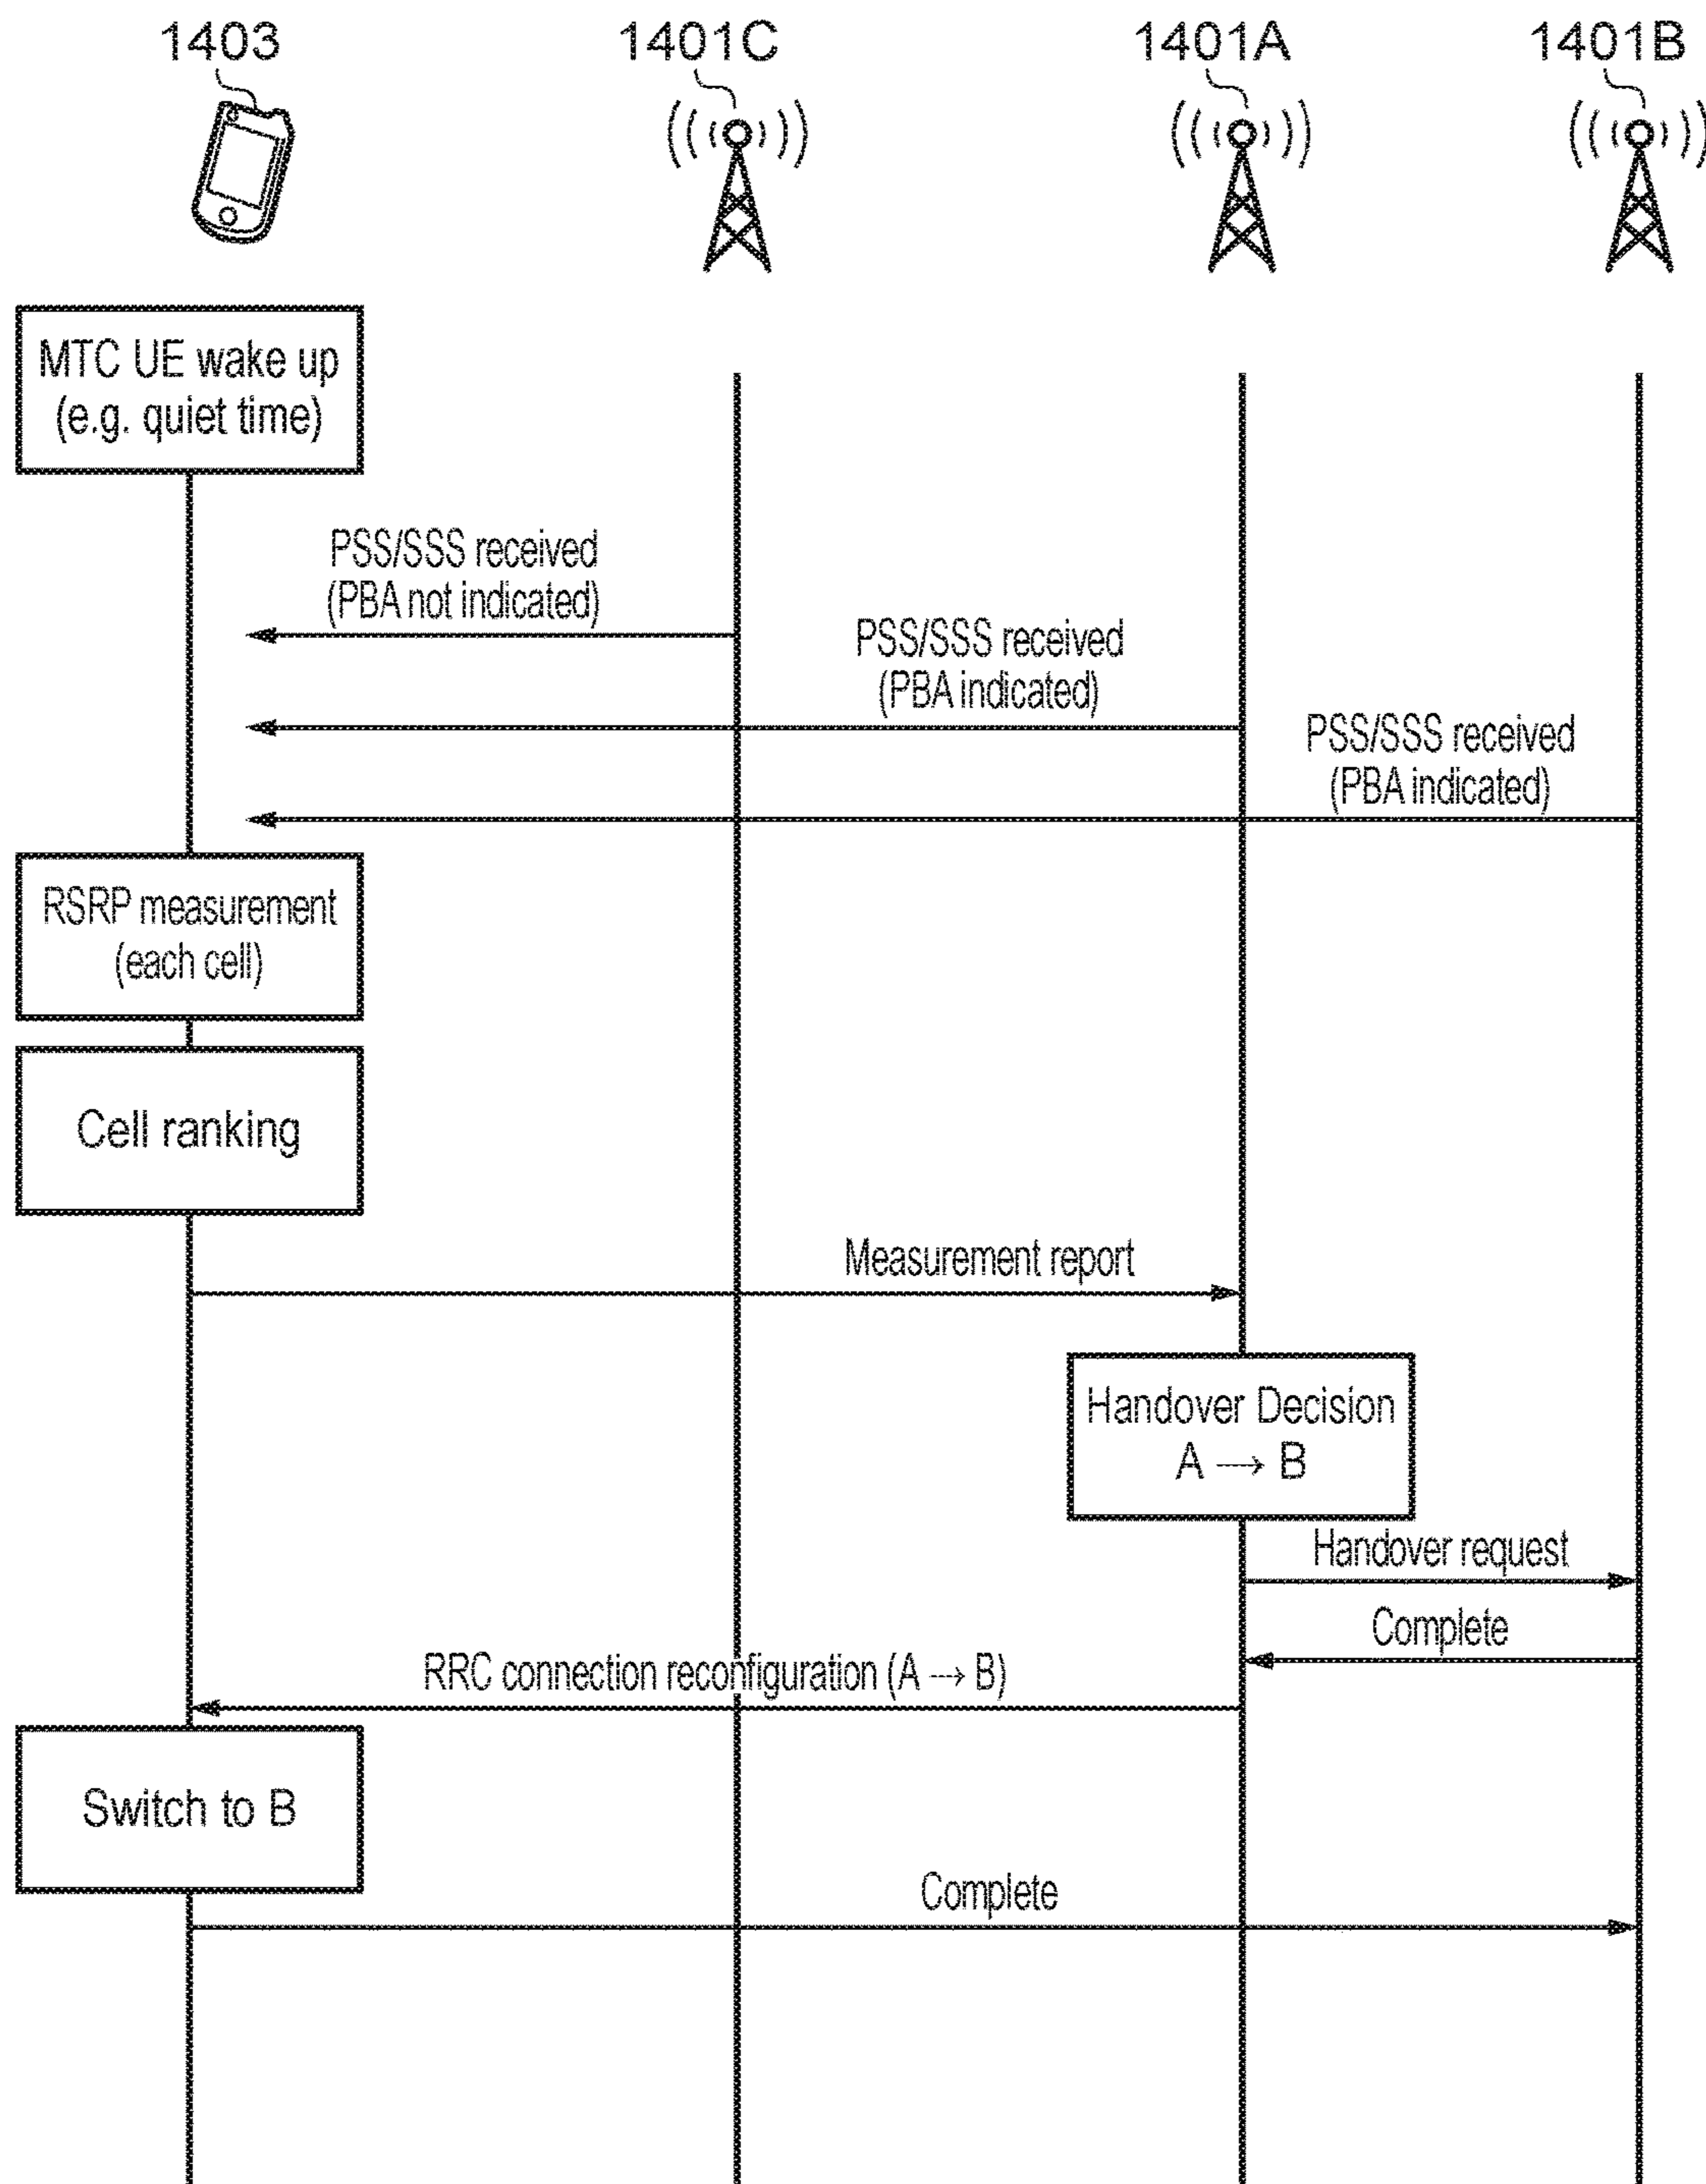 1403
1401C
1401A
1401B
MTC UE wake up
(e.g. quiet time)
PSS/SSS received
(PBA not indicated)
PSS/SSS received
(PBA indicated)
PSS/SSS received
(PBA indicated)
RSRP measurement
(each cell)
Cell ranking
Measurement report
Handover Decision
A → B
Handover request
Complete
RRC connection reconfiguration (A → B)
Switch to B
Complete